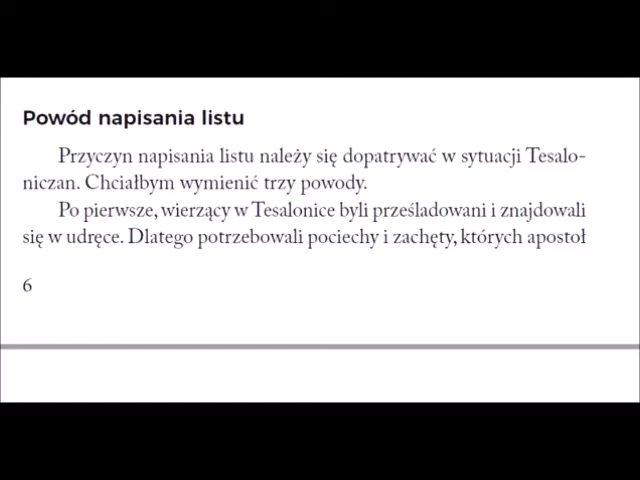 Powód napisania listu
Przyczyn napisania listu należy się dopatrywać w sytuacji Tesalo-
niczan. Chciałbym wymienić trzy powody.
Po pierwsze, wierzący w Tesalonice byli prześladowani i znajdowali
się w udręce. Dlatego potrzebowali pociechy i zachęty, których apostoł
6